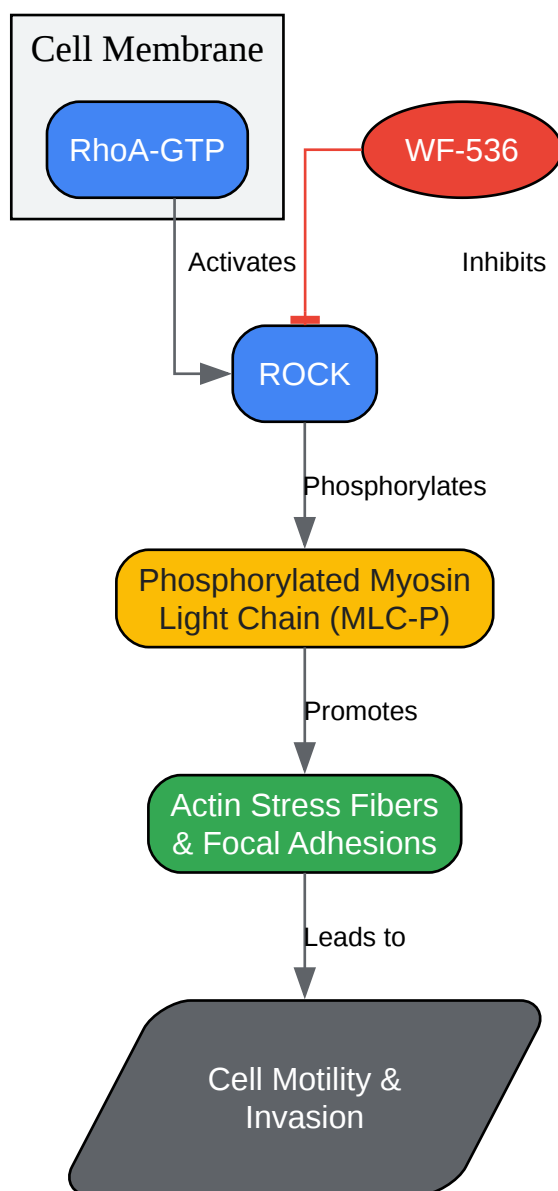 Cell Membrane
RhoA-GTP
WF-536
Activates
Inhibits
ROCK
Phosphorylates
Phosphorylated Myosin
Light Chain (MLC-P)
Promotes
Actin Stress Fibers
& Focal Adhesions
Leads to
Cell Motility &
Invasion